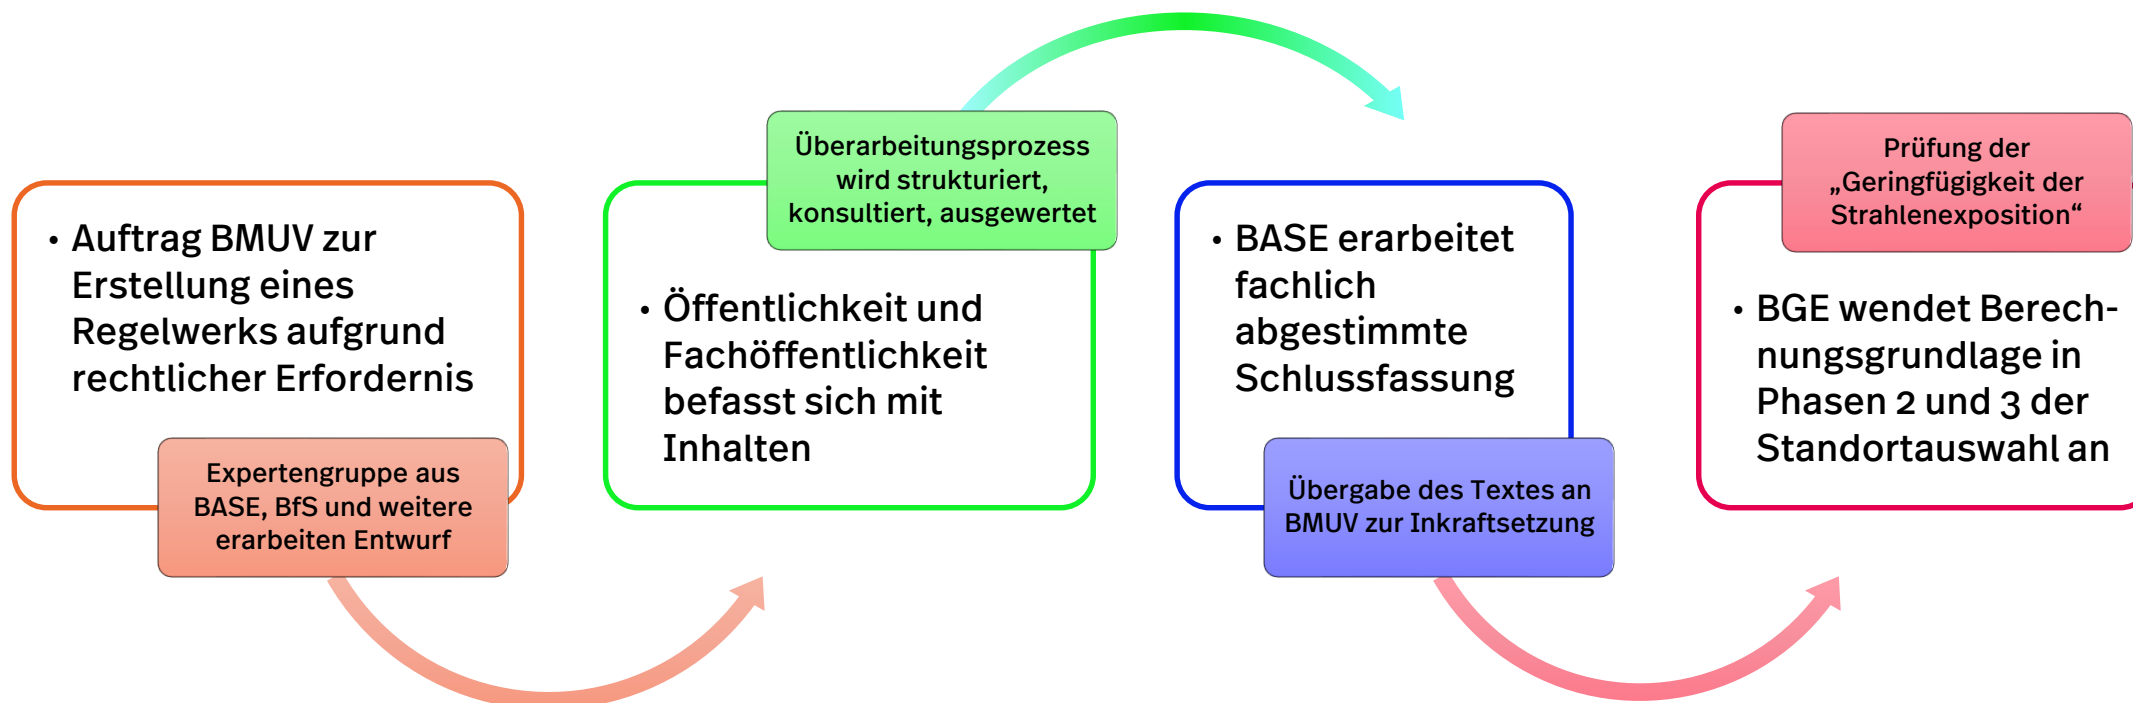 • Auftrag BMUV zur
Erstellung eines
Regelwerks aufgrund
rechtlicher Erfordernis
Expertengruppe aus
BASE, BfS und weitere
erarbeiten Entwurf
Überarbeitungsprozess
wird strukturiert,
konsultiert, ausgewertet
• Öffentlichkeit und
Fachöffentlichkeit
befasst sich mit
Inhalten
• BASE erarbeitet
fachlich
abgestimmte
Schlussfassung
Übergabe des Textes an
BMUV zur Inkraftsetzung
Prüfung der
„Geringfügigkeit der
Strahlenexposition“
• BGE wendet Berech-
nungsgrundlage in
Phasen 2 und 3 der
Standortauswahl an